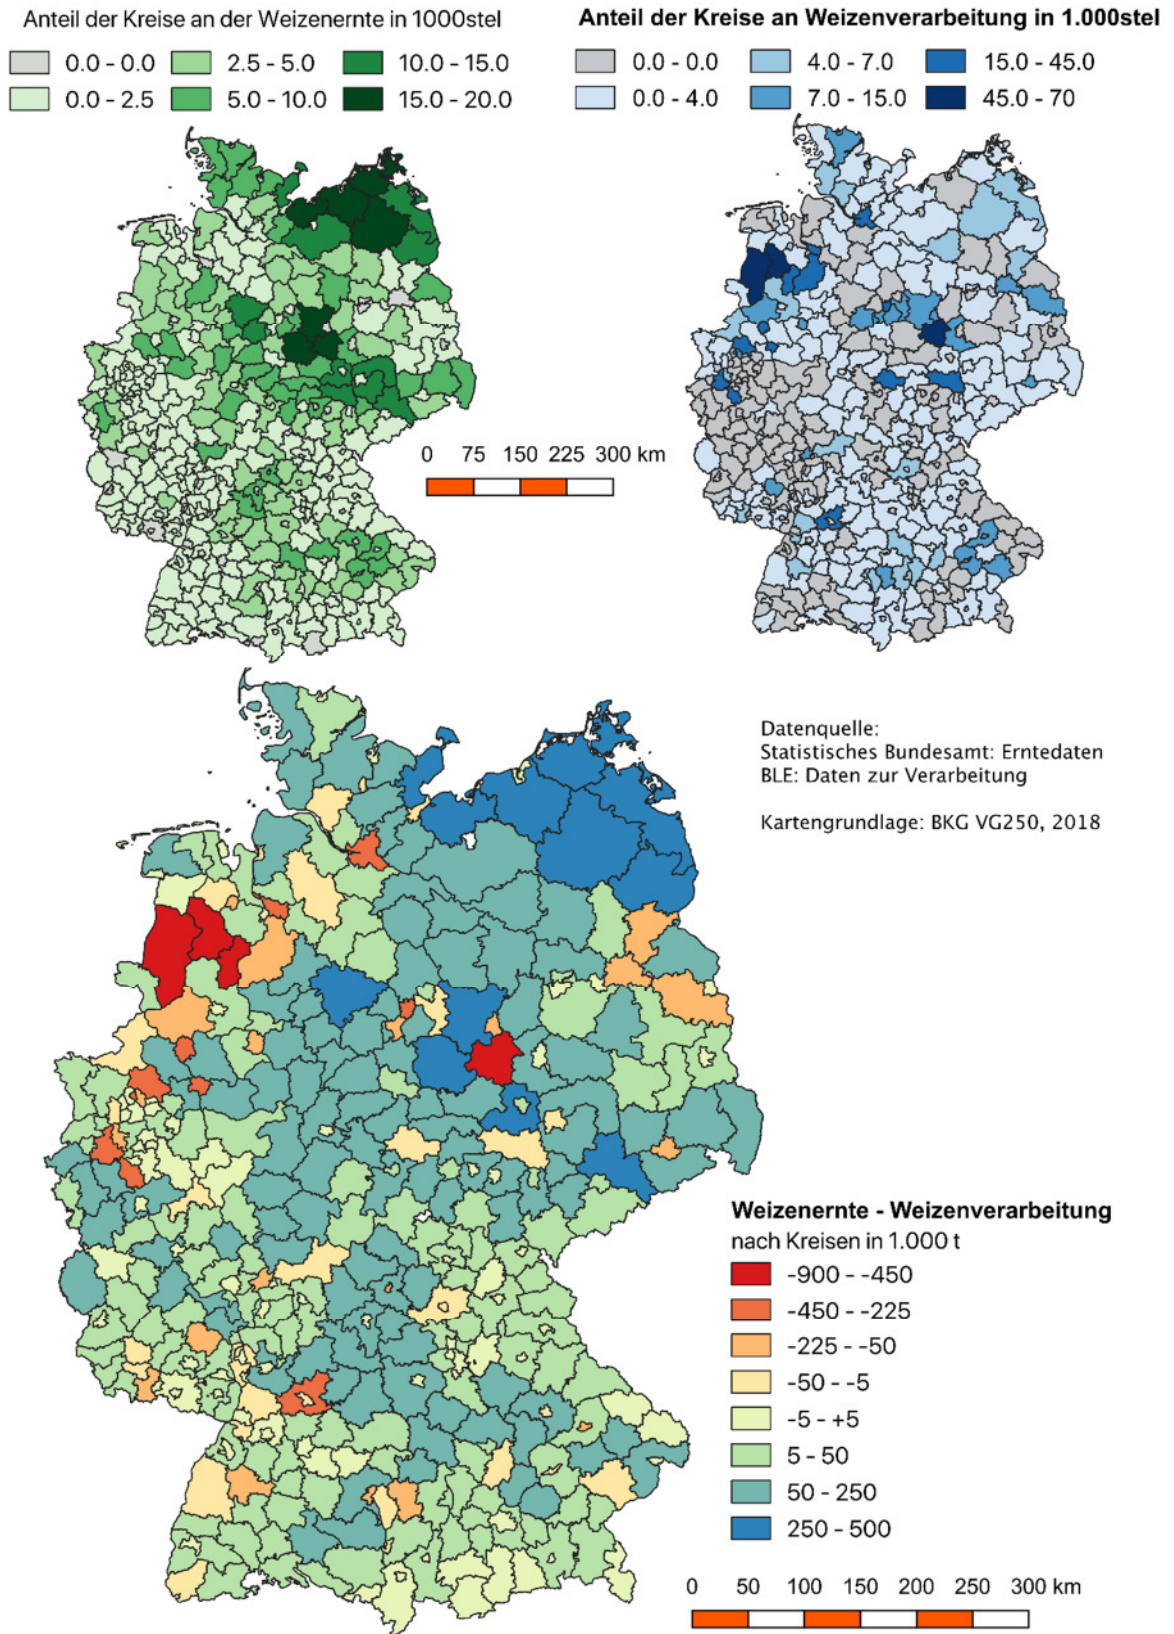 Anteil der Kreise an der Weizenernte in 1000stel
0.0 - 0.0 2.5 - 5.0 10.0 - 15.0
0.0 - 2.5 5.0 - 10.0 15.0 - 20.0
Anteil der Kreise an Weizenverarbeitung in 1.000stel
0.0 - 0.0 4.0 - 7.0 15.0 - 45.0
0.0 - 4.0 7.0 - 15.0 45.0 - 70
0 75 150 225 300 km
Datenquelle:
Statistisches Bundesamt: Erntedaten
BLE: Daten zur Verarbeitung
Kartengrundlage: BKG VG250, 2018
Weizenernte - Weizenverarbeitung
nach Kreisen in 1.000 t
-900 - -450
-450 - -225
-225 - -50
-50 - -5
-5 - +5
5 - 50
50 - 250
250 - 500
0 50 100 150 200 250 300 km